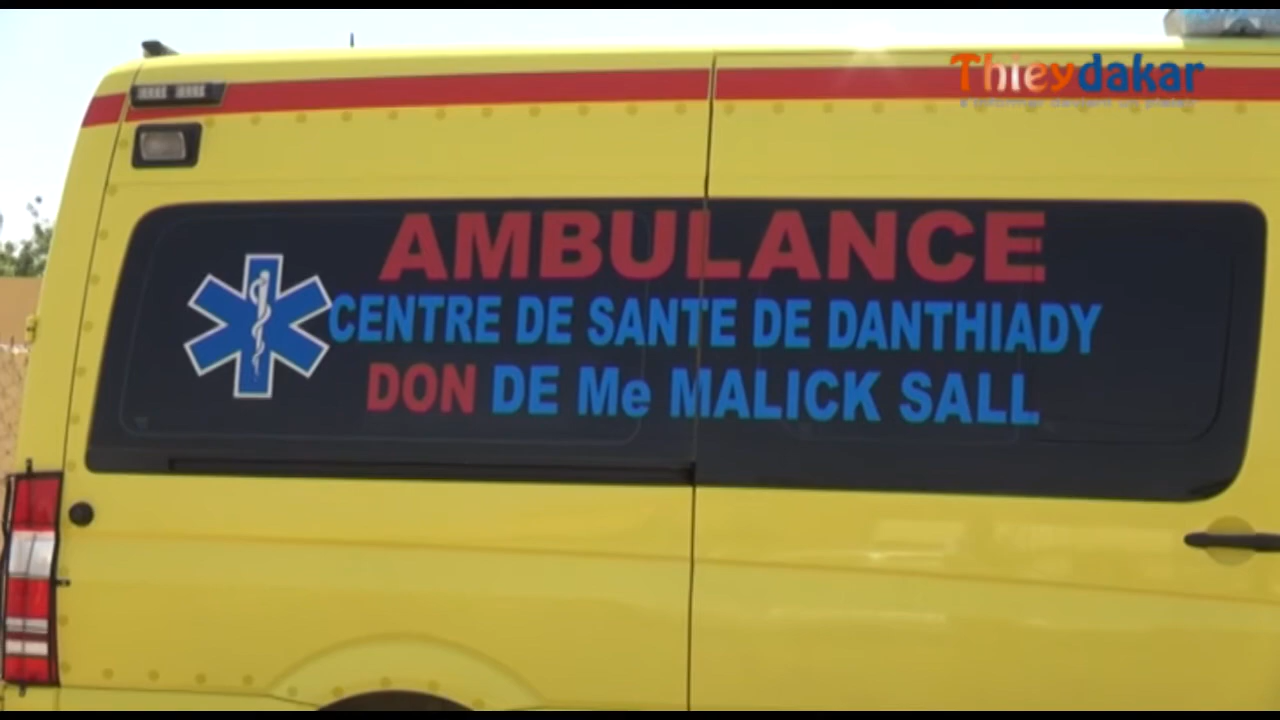 Thieydakar
AMBULANCE
CENTRE DE SANTE DE DANTHIADY
DON DE Me MALICK SALL